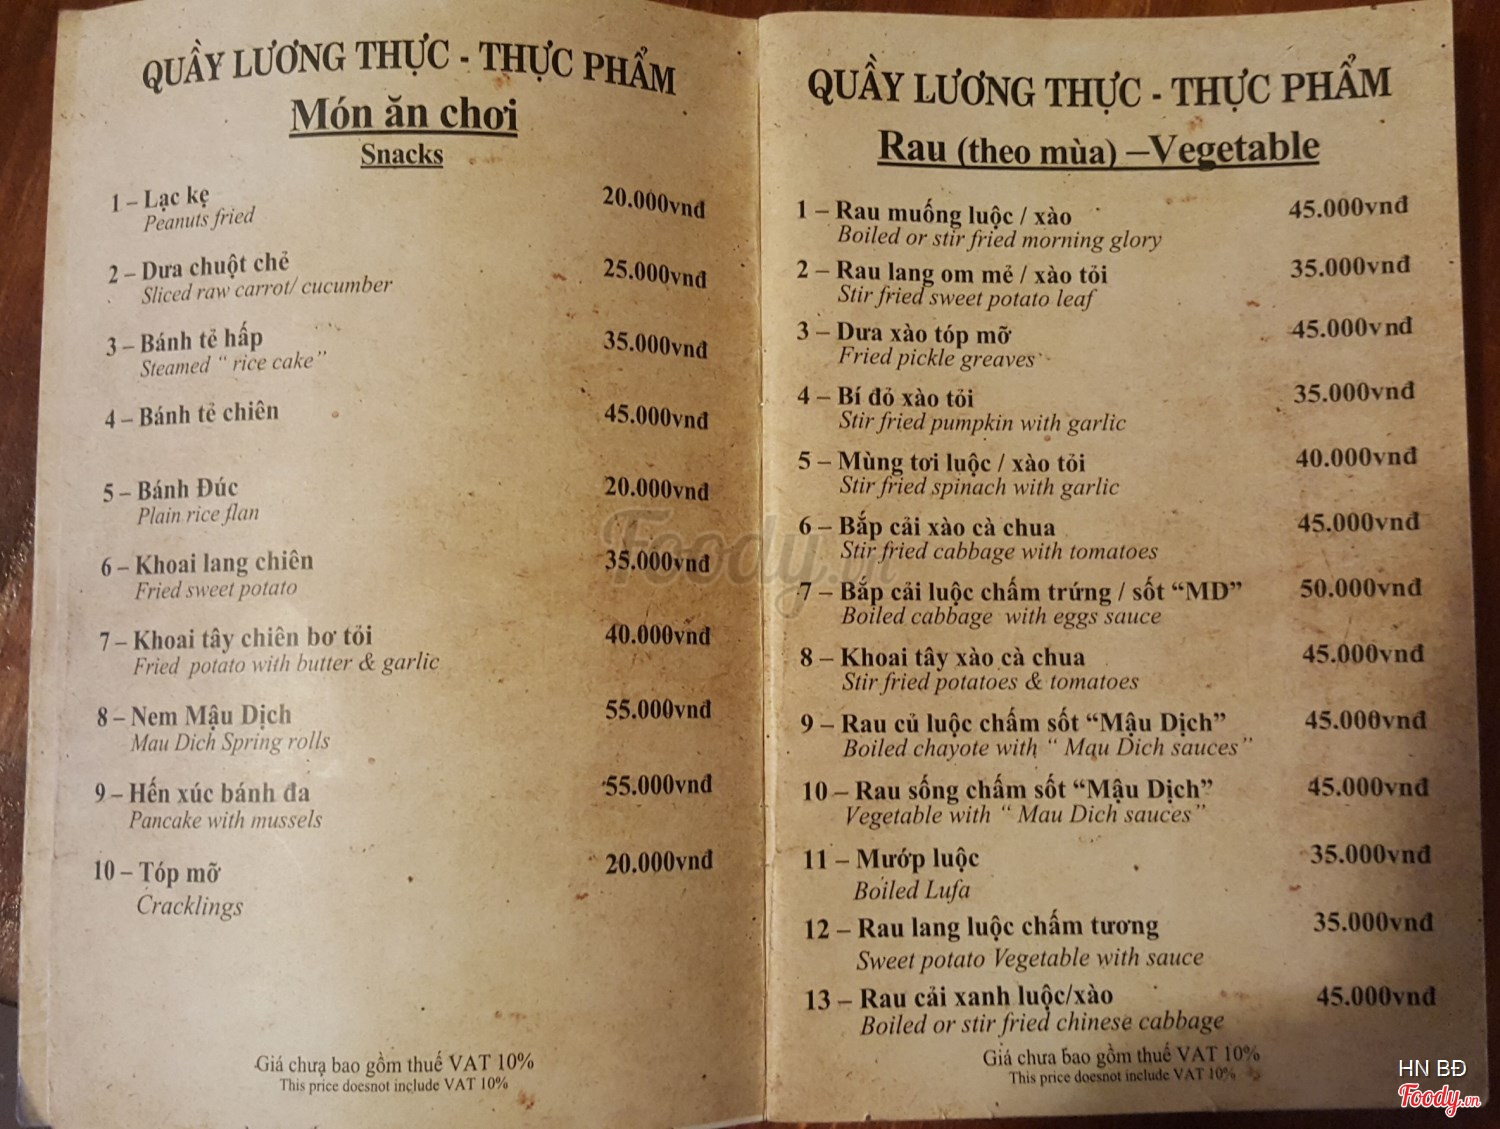 QUẦY LƯƠNG THỰC - THỰC PHẨM
Món ăn chơi
Snacks
1 – Lạc kẹ 20.000vnđ
Peanuts fried
2 – Dưa chuột chẻ 25.000vnđ
Sliced raw carrot/ cucumber
3 – Bánh tẻ hấp 35.000vnđ
Steamed “ rice cake”
4 – Bánh tẻ chiên 45.000vnđ
5 – Bánh Đúc 20.000vnđ
Plain rice flan
6 – Khoai lang chiên 35.000vnđ
Fried sweet potato
7 – Khoai tây chiên bơ tỏi 40.000vnđ
Fried potato with butter & garlic
8 – Nem Mậu Dịch 55.000vnđ
Mau Dich Spring rolls
9 – Hến xúc bánh đa 55.000vnđ
Pancake with mussels
10 – Tóp mỡ 20.000vnđ
Cracklings
Giá chưa bao gồm thuế VAT 10%
This price doesnot include VAT 10%
QUẦY LƯƠNG THỰC - THỰC PHẨM
Rau (theo mùa) –Vegetable
1 – Rau muống luộc / xào 45.000vnđ
Boiled or stir fried morning glory
2 – Rau lang om mẻ / xào tỏi 35.000vnđ
Stir fried sweet potato leaf
3 – Dưa xào tóp mỡ 45.000vnđ
Fried pickle greaves
4 – Bí đỏ xào tỏi 35.000vnđ
Stir fried pumpkin with garlic
5 – Mùng tơi luộc / xào tỏi 40.000vnđ
Stir fried spinach with garlic
6 – Bắp cải xào cà chua 45.000vnđ
Stir fried cabbage with tomatoes
7 – Bắp cải luộc chấm trứng / sốt “MD” 50.000vnđ
Boiled cabbage with eggs sauce
8 – Khoai tây xào cà chua 45.000vnđ
Stir fried potatoes & tomatoes
9 – Rau củ luộc chấm sốt “Mậu Dịch” 45.000vnđ
Boiled chayote with “ Mau Dich sauces”
10 – Rau sống chấm sốt “Mậu Dịch” 45.000vnđ
Vegetable with “ Mau Dich sauces”
11 – Mướp luộc 35.000vnđ
Boiled Lufa
12 – Rau lang luộc chấm tương 35.000vnđ
Sweet potato Vegetable with sauce
13 – Rau cải xanh luộc/xào 45.000vnđ
Boiled or stir fried chinese cabbage
Giá chưa bao gồm thuế VAT 10%
This price doesnot include VAT 10%
Foody.vn
HN BĐ
Foody.vn